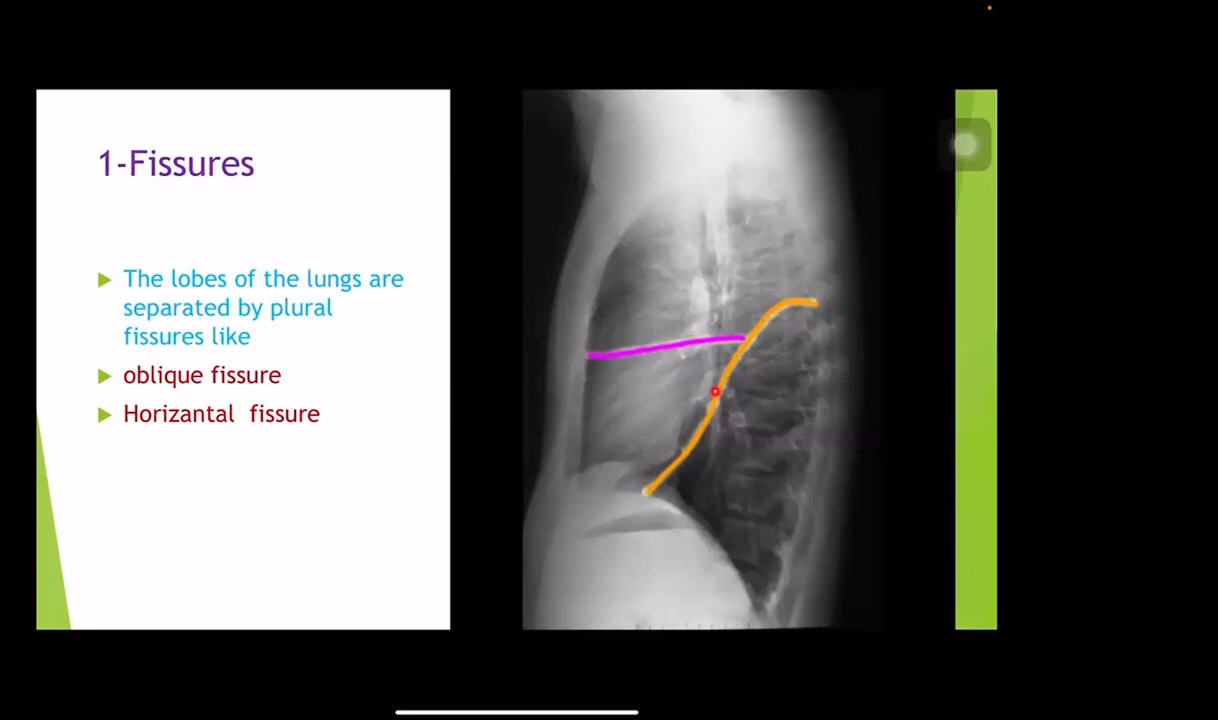 1-Fissures
The lobes of the lungs are
separated by plural
fissures like
oblique fissure
Horizantal fissure